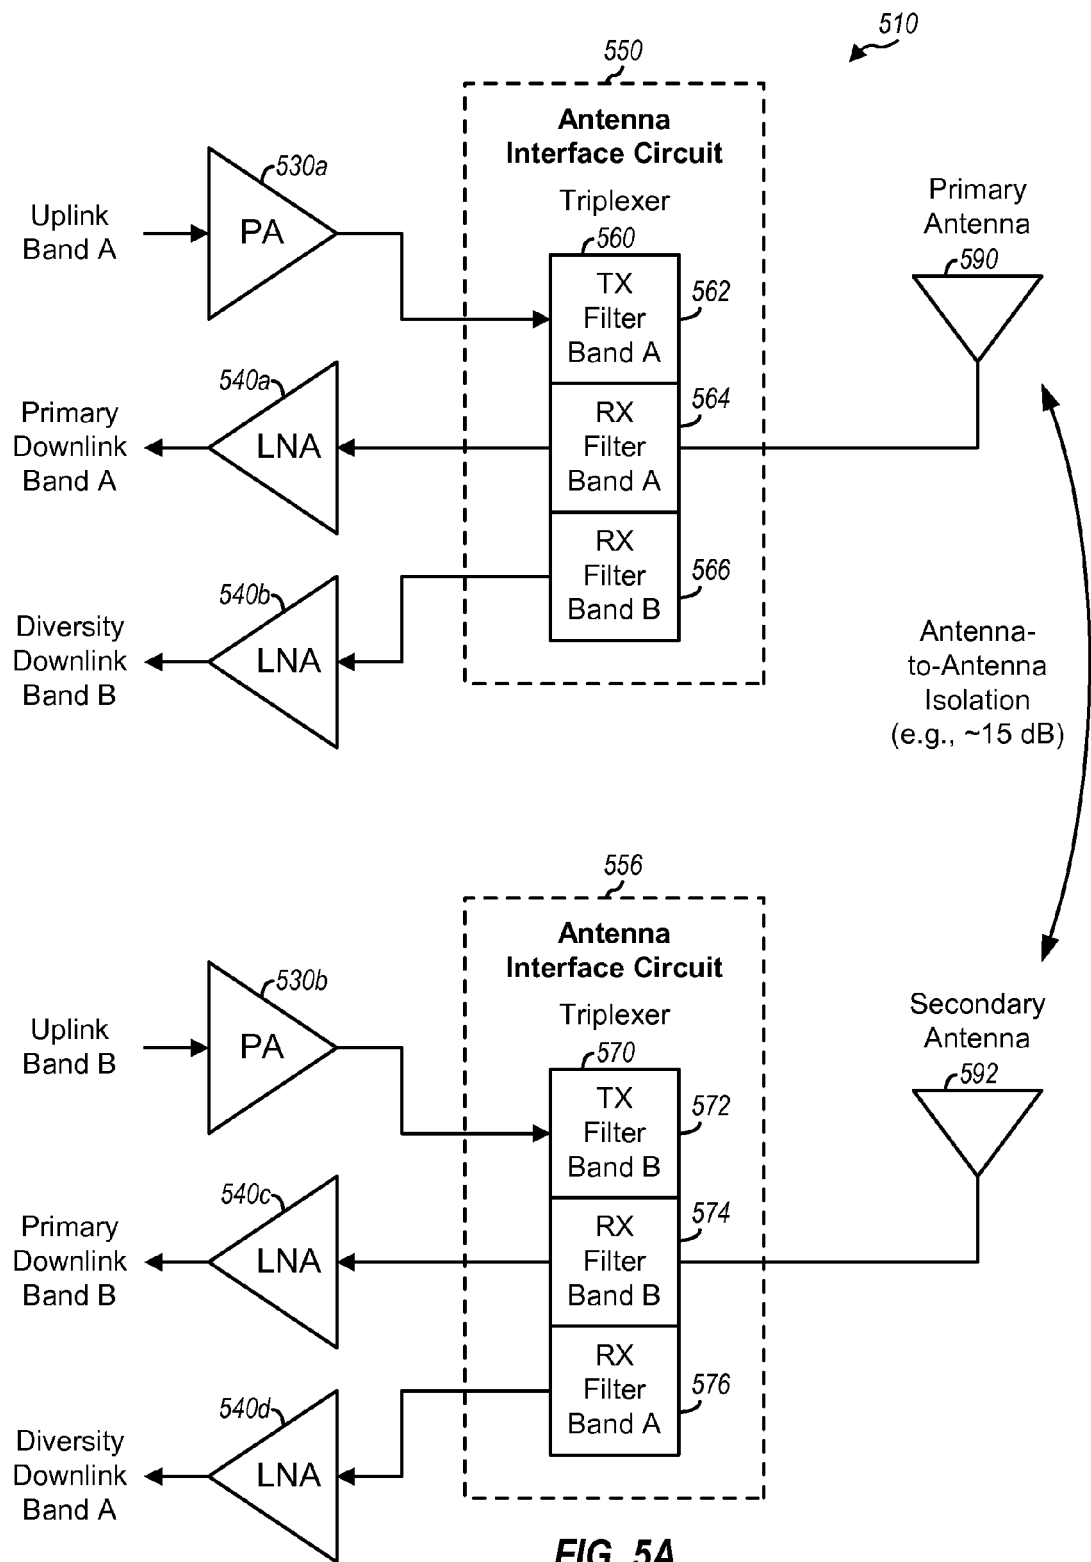 510
550
Antenna
Interface Circuit
Triplexer
560
530a
Uplink
Band A
PA
TX
Filter
Band A
562
Primary
Antenna
590
540a
Primary
Downlink
Band A
LNA
RX
Filter
Band A
564
540b
Diversity
Downlink
Band B
LNA
RX
Filter
Band B
566
Antenna-
to-Antenna
Isolation
(e.g., ~15 dB)
556
Antenna
Interface Circuit
Triplexer
570
530b
Uplink
Band B
PA
TX
Filter
Band B
572
Secondary
Antenna
592
540c
Primary
Downlink
Band B
LNA
RX
Filter
Band B
574
540d
Diversity
Downlink
Band A
LNA
RX
Filter
Band A
576
FIG. 5A